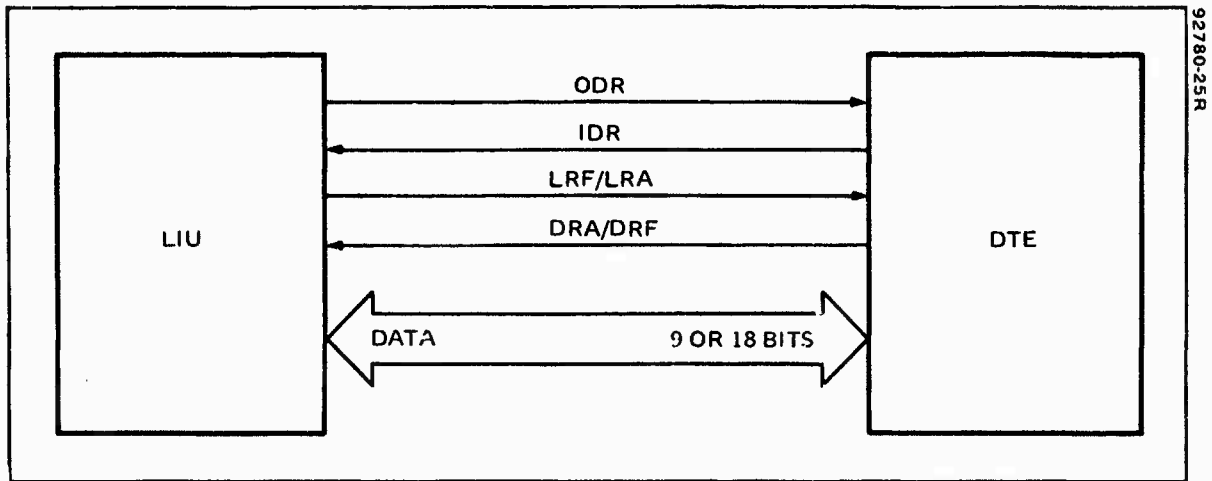 ODR
IDR
LRF/LRA
DRA/DRF
LIU
DTE
DATA
9 OR 18 BITS
92780-25R